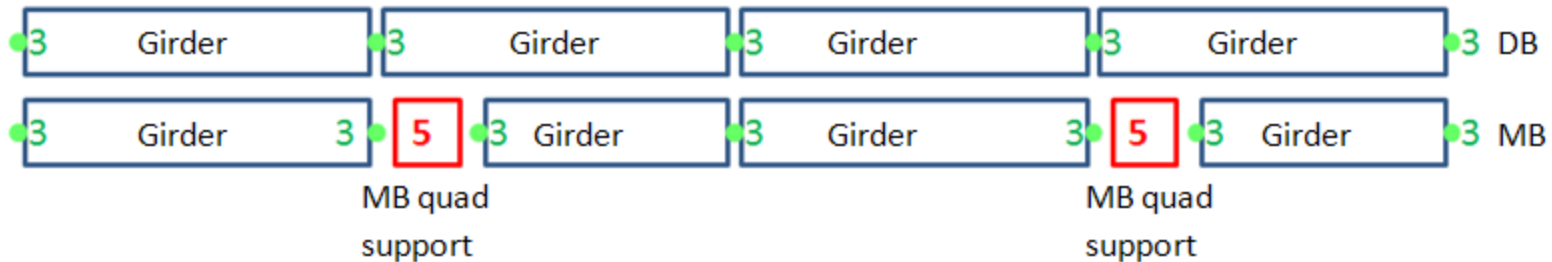 3 Girder 3 Girder 3 Girder 3 Girder 3 DB
3 Girder 3 5 3 Girder 3 Girder 3 5 3 Girder 3 MB
MB quad MB quad
support support